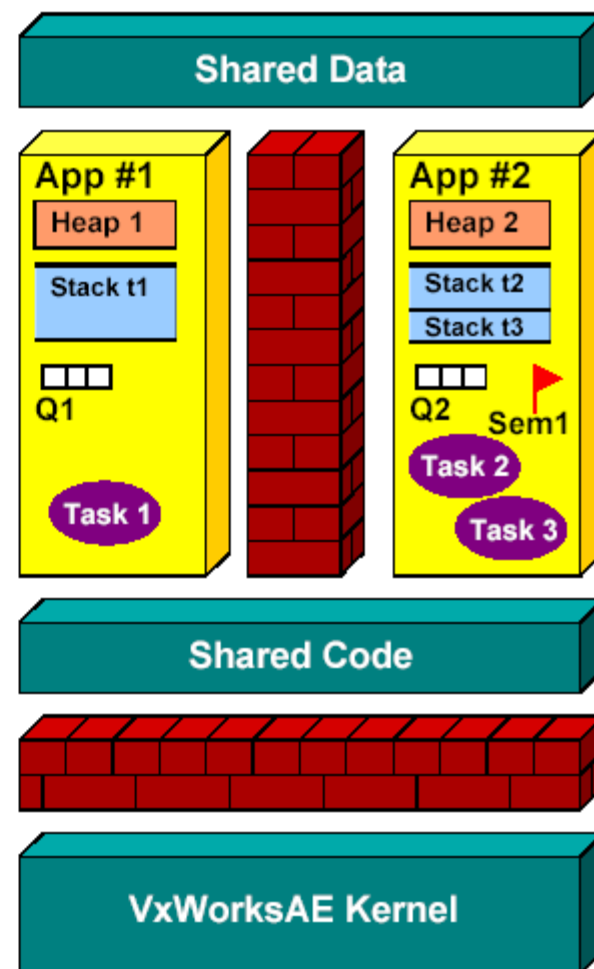 Shared Data
App #1
Heap 1
Stack t1
Q1
Task 1
App #2
Heap 2
Stack t2
Stack t3
Q2
Sem1
Task 2
Task 3
Shared Code
VxWorksAE Kernel